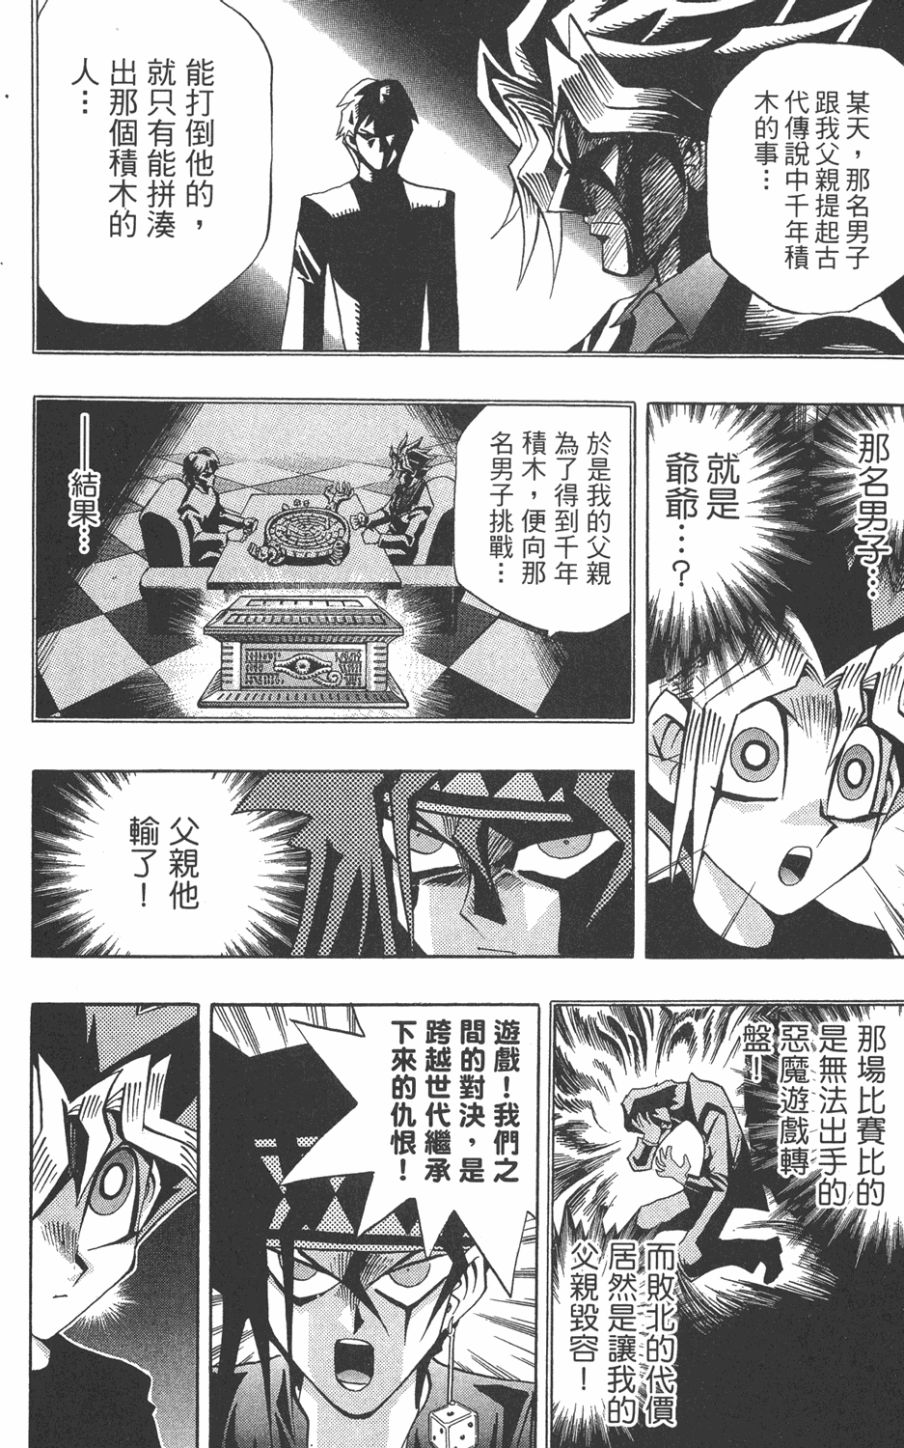 某天，那名男子
跟我父親提起古
代傳說中千年積
木的事…
能打倒他的，
就只有能拼湊
出那個積木的
人…
那名男子…
就是
爺爺…？
於是我的父親
為了得到千年
積木，便向那
名男子挑戰…
——結果…
父親他
輸了！
那場比賽比的
是無法出手的
惡魔遊戲轉
盤！
而敗北的代價
居然是讓我的
父親毀容！
遊戲！我們之
間的對決，是
跨越世代繼承
下來的仇恨！